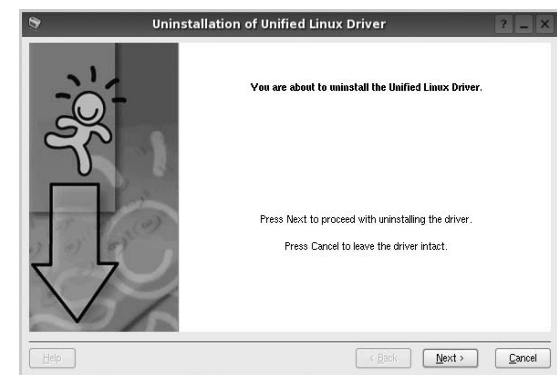 Uninstallation of Unified Linux Driver
? _ X
You are about to uninstall the Unified Linux Driver.
Press Next to proceed with uninstalling the driver.
Press Cancel to leave the driver intact.
Help
< Back
Next >
Cancel